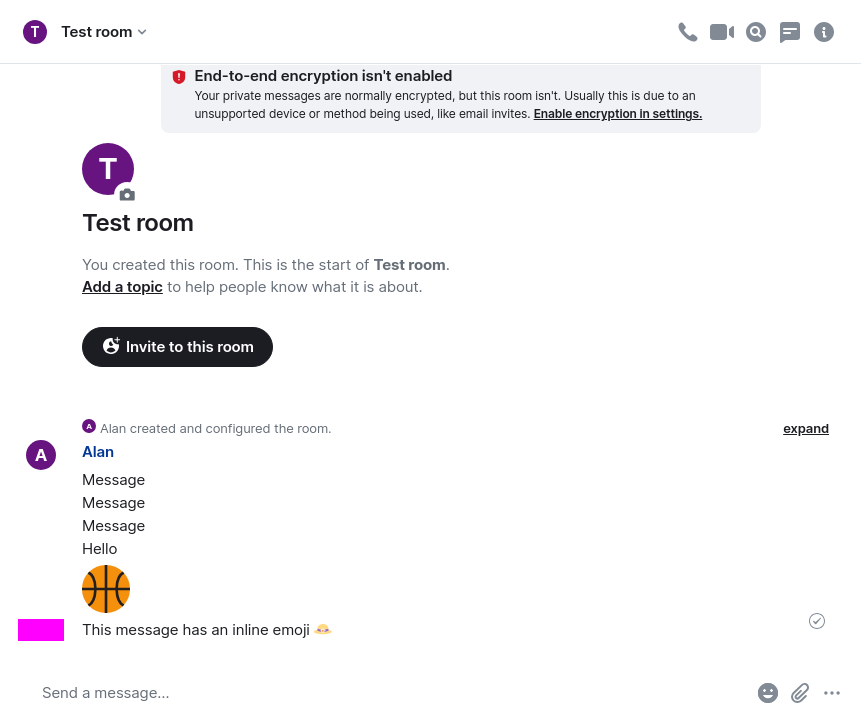 T Test room
End-to-end encryption isn't enabled
Your private messages are normally encrypted, but this room isn't. Usually this is due to an
unsupported device or method being used, like email invites. Enable encryption in settings.
T
Test room
You created this room. This is the start of Test room.
Add a topic to help people know what it is about.
Invite to this room
A Alan created and configured the room. expand
A Alan
Message
Message
Message
Hello
This message has an inline emoji 👒
Send a message…